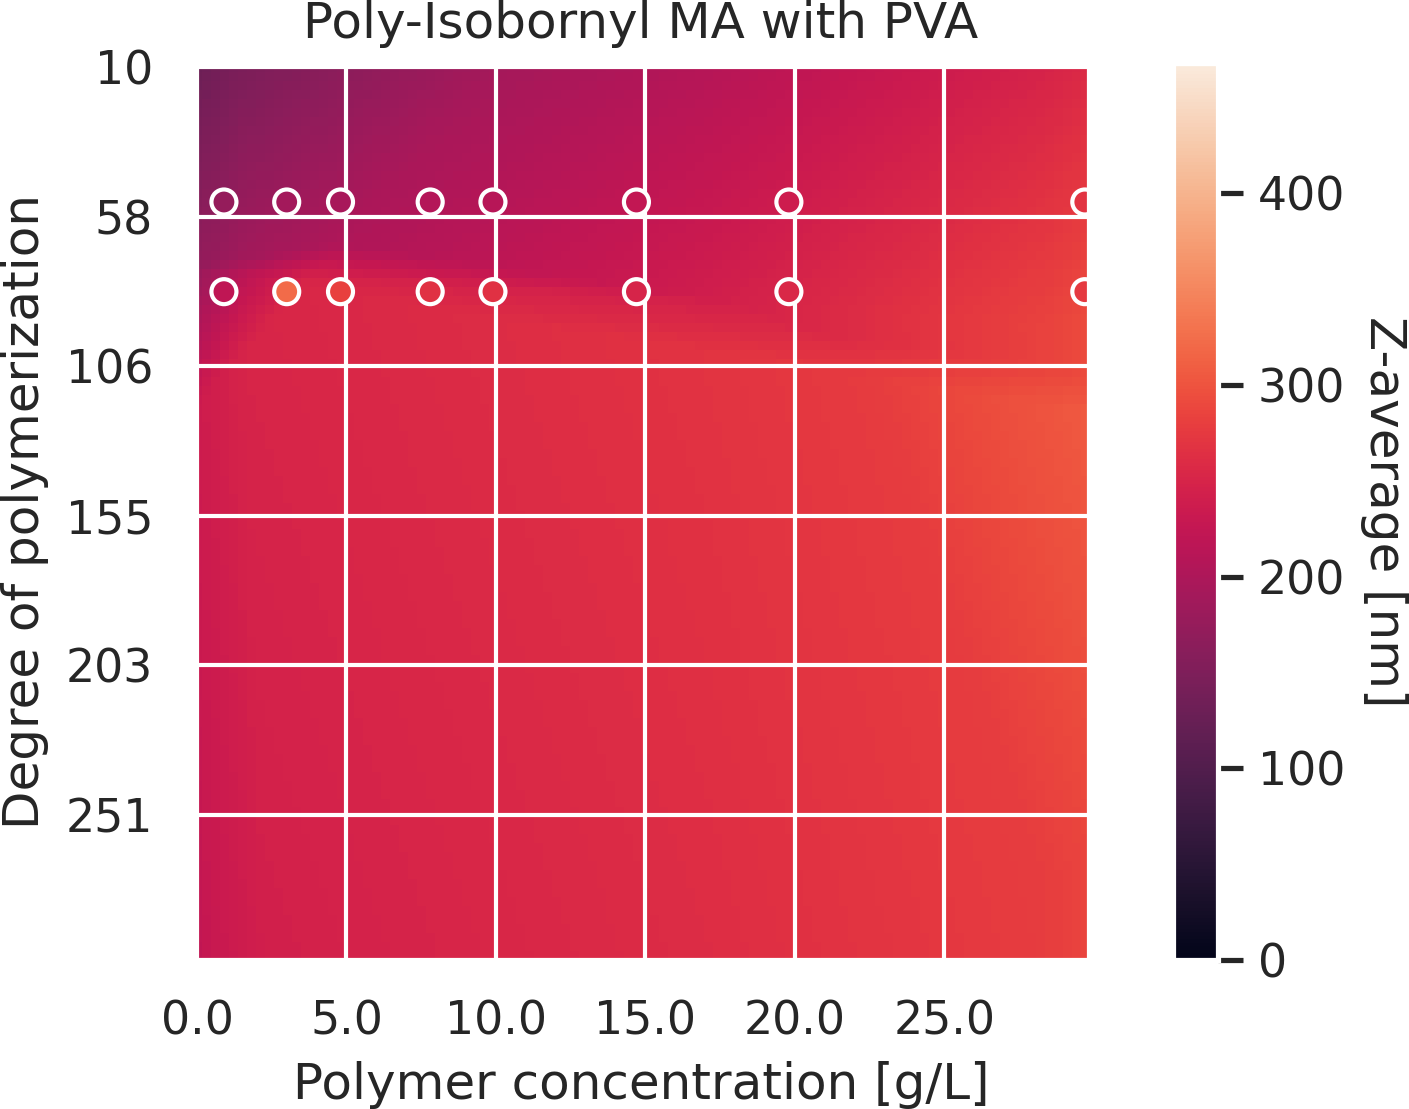 Poly-Isobornyl MA with PVA
10
58
106
155
203
251
Degree of polymerization
0.0 5.0 10.0 15.0 20.0 25.0
Polymer concentration [g/L]
400
300
200
100
0
Z-average [nm]